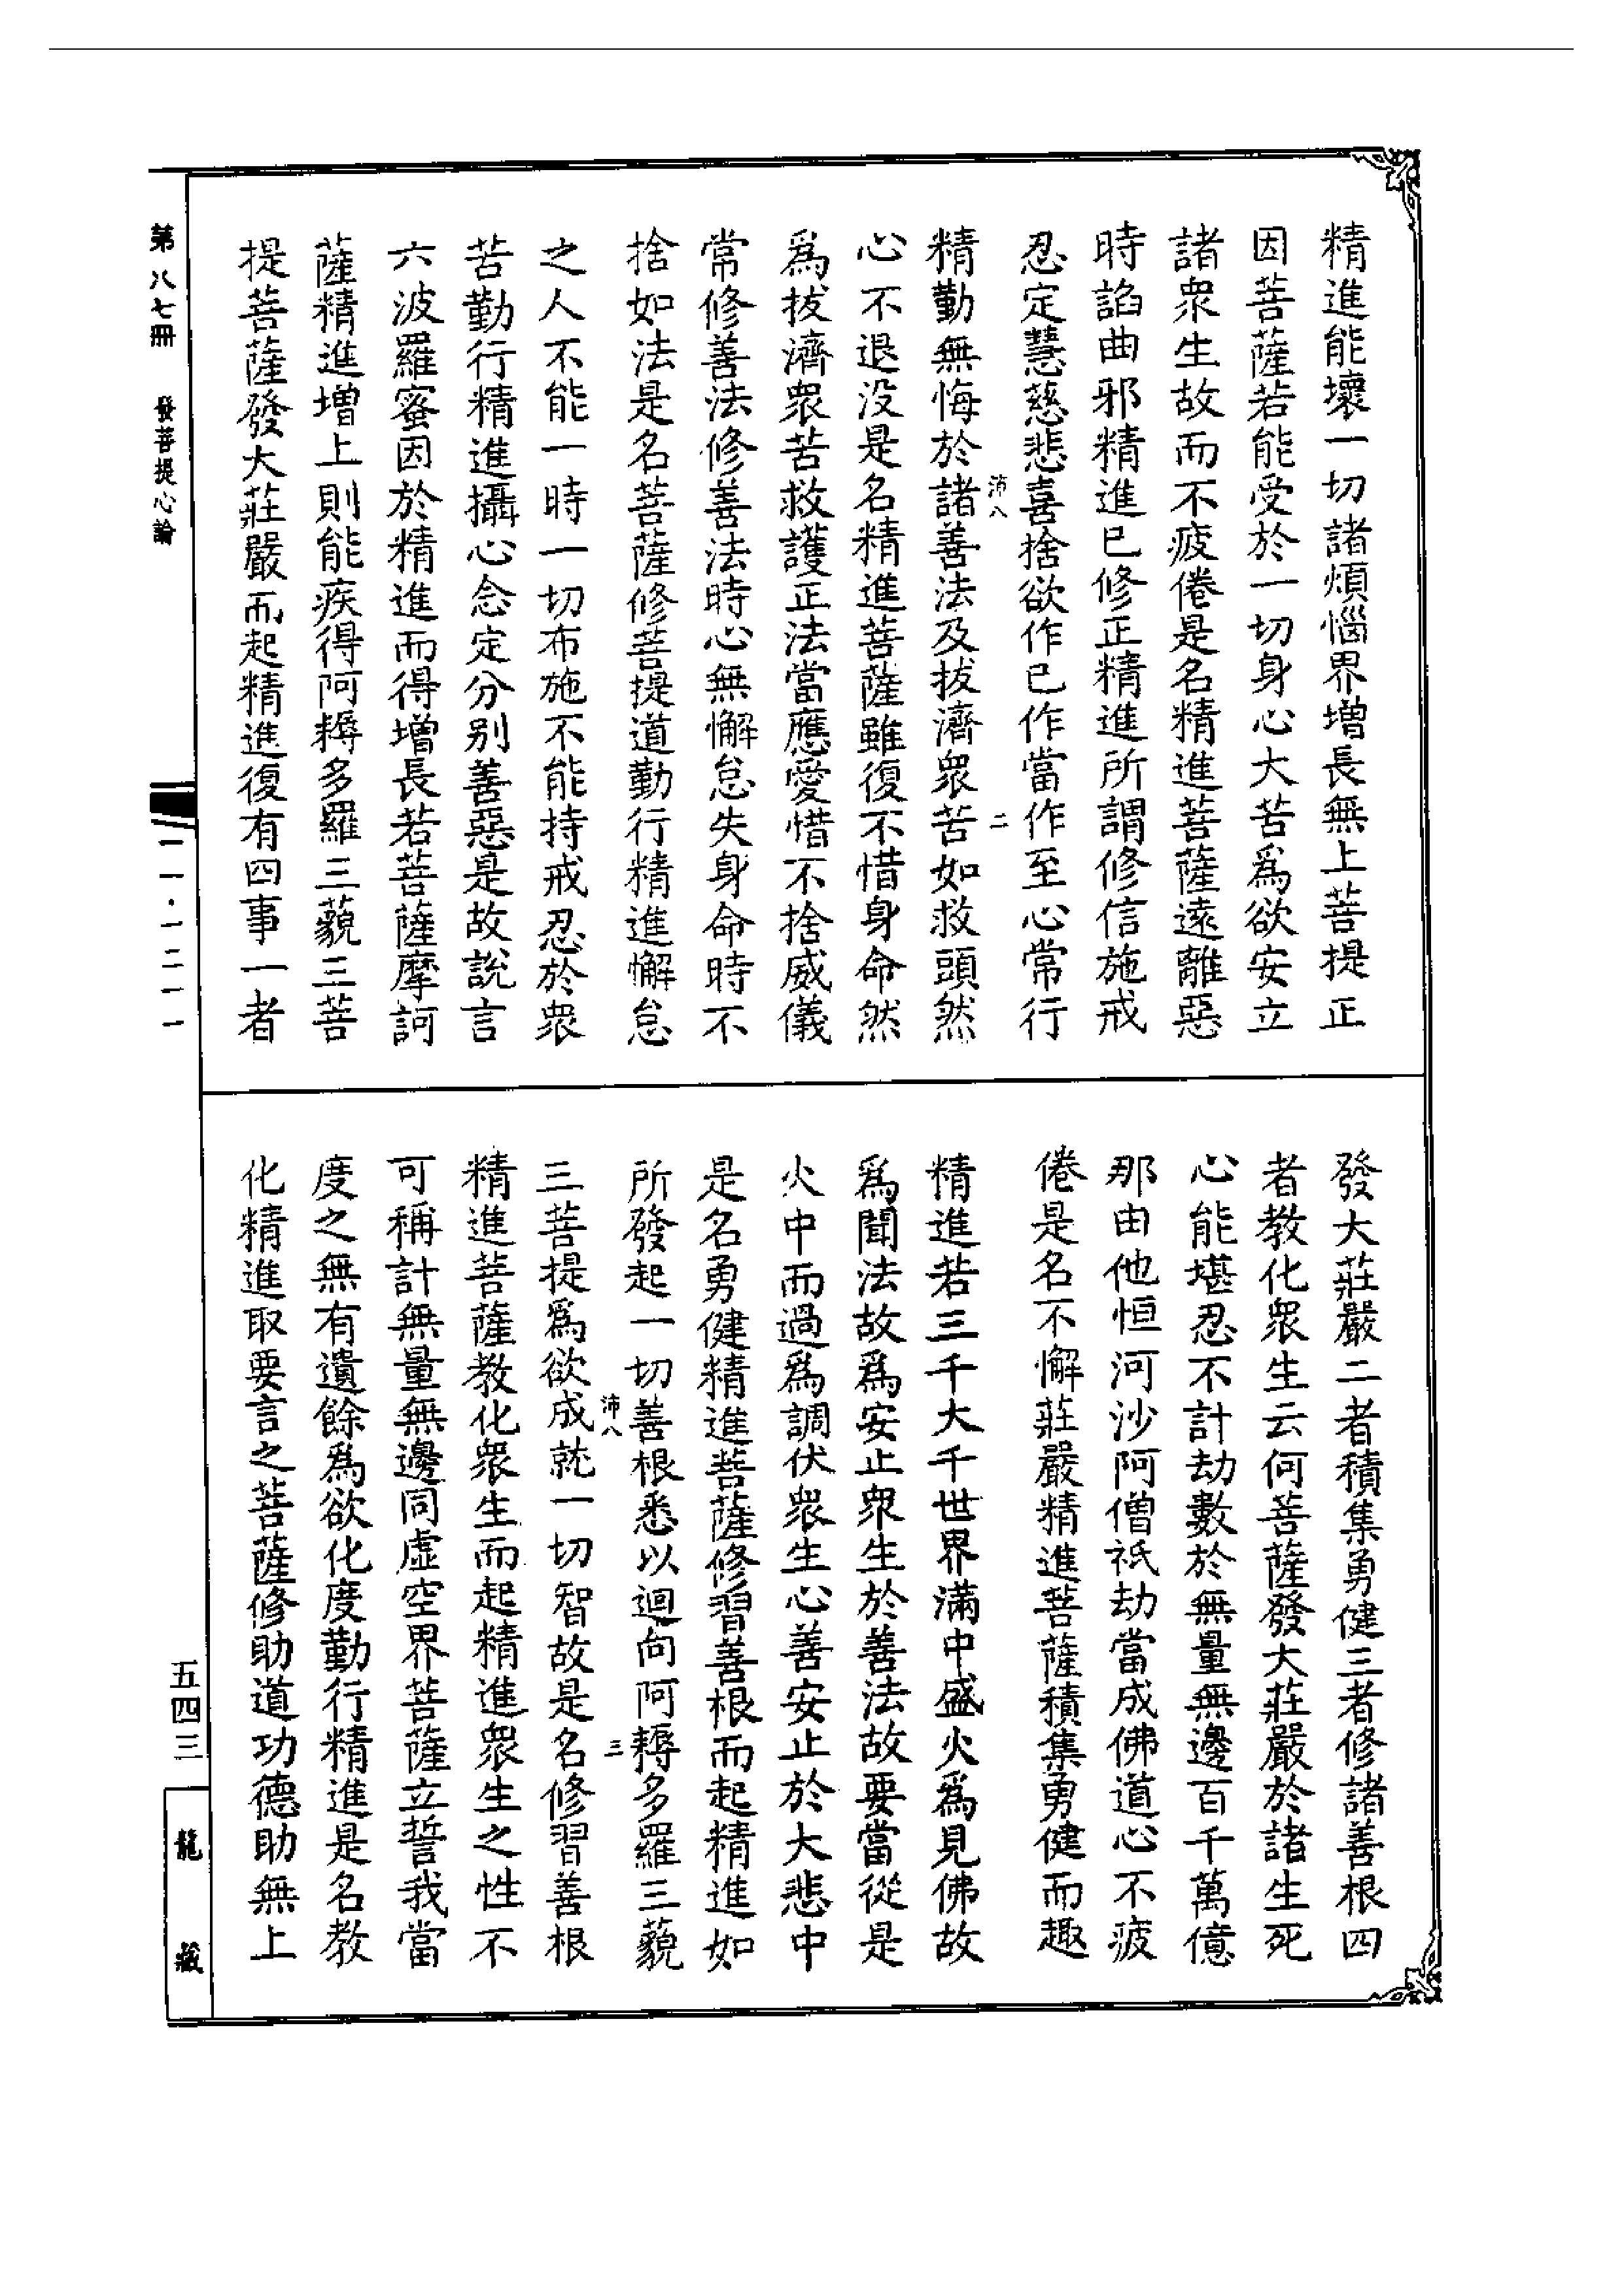 精進能壞一切諸煩惱界增長無上菩提正
因菩薩若能受於一切身心大苦爲欲安立
諸衆生故而不疲倦是名精進菩薩遠離惡
時諂曲邪精進已修正精進所謂修信施戒
忍定慧慈悲喜捨欲作已作當作至心常行
沛八 二
精勤無悔於諸善法及拔濟衆苦如救頭然
心不退没是名精進菩薩雖復不惜身命然
爲拔濟衆苦救護正法當應愛惜不捨威儀
常修善法修善法時心無懈怠失身命時不
捨如法是名菩薩修菩提道勤行精進懈怠
之人不能一時一切布施不能持戒忍於衆
苦勤行精進攝心念定分别善惡是故說言
六波羅蜜因於精進而得增長若菩薩摩訶
薩精進增上則能疾得阿耨多羅三藐三菩
提菩薩發大莊嚴而起精進復有四事一者
發大莊嚴二者積集勇健三者修諸善根四
者教化衆生云何菩薩發大莊嚴於諸生死
心能堪忍不計劫數於無量無邊百千萬億
那由他恒河沙阿僧祇劫當成佛道心不疲
倦是名不懈莊嚴精進菩薩積集勇健而趣
精進若三千大千世界滿中盛火爲見佛故
爲聞法故爲安止衆生於善法故要當從是
火中而過爲調伏衆生心善安止於大悲中
是名勇健精進菩薩修習善根而起精進如
所發起一切善根悉以迴向阿耨多羅三藐
沛八 三
三菩提爲欲成就一切智故是名修習善根
精進菩薩教化衆生而起精進衆生之性不
可稱計無量無邊同虛空界菩薩立誓我當
度之無有遺餘爲欲化度勤行精進是名教
化精進取要言之菩薩修助道功德助無上
第八七冊 發菩提心論
一一·一二一一
五四三
龍藏